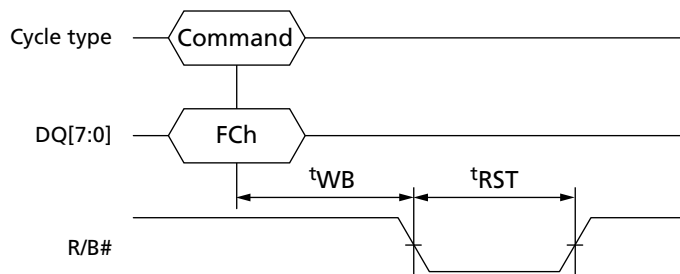 Cycle type
Command
DQ[7:0]
FCh
tWB
tRST
R/B#